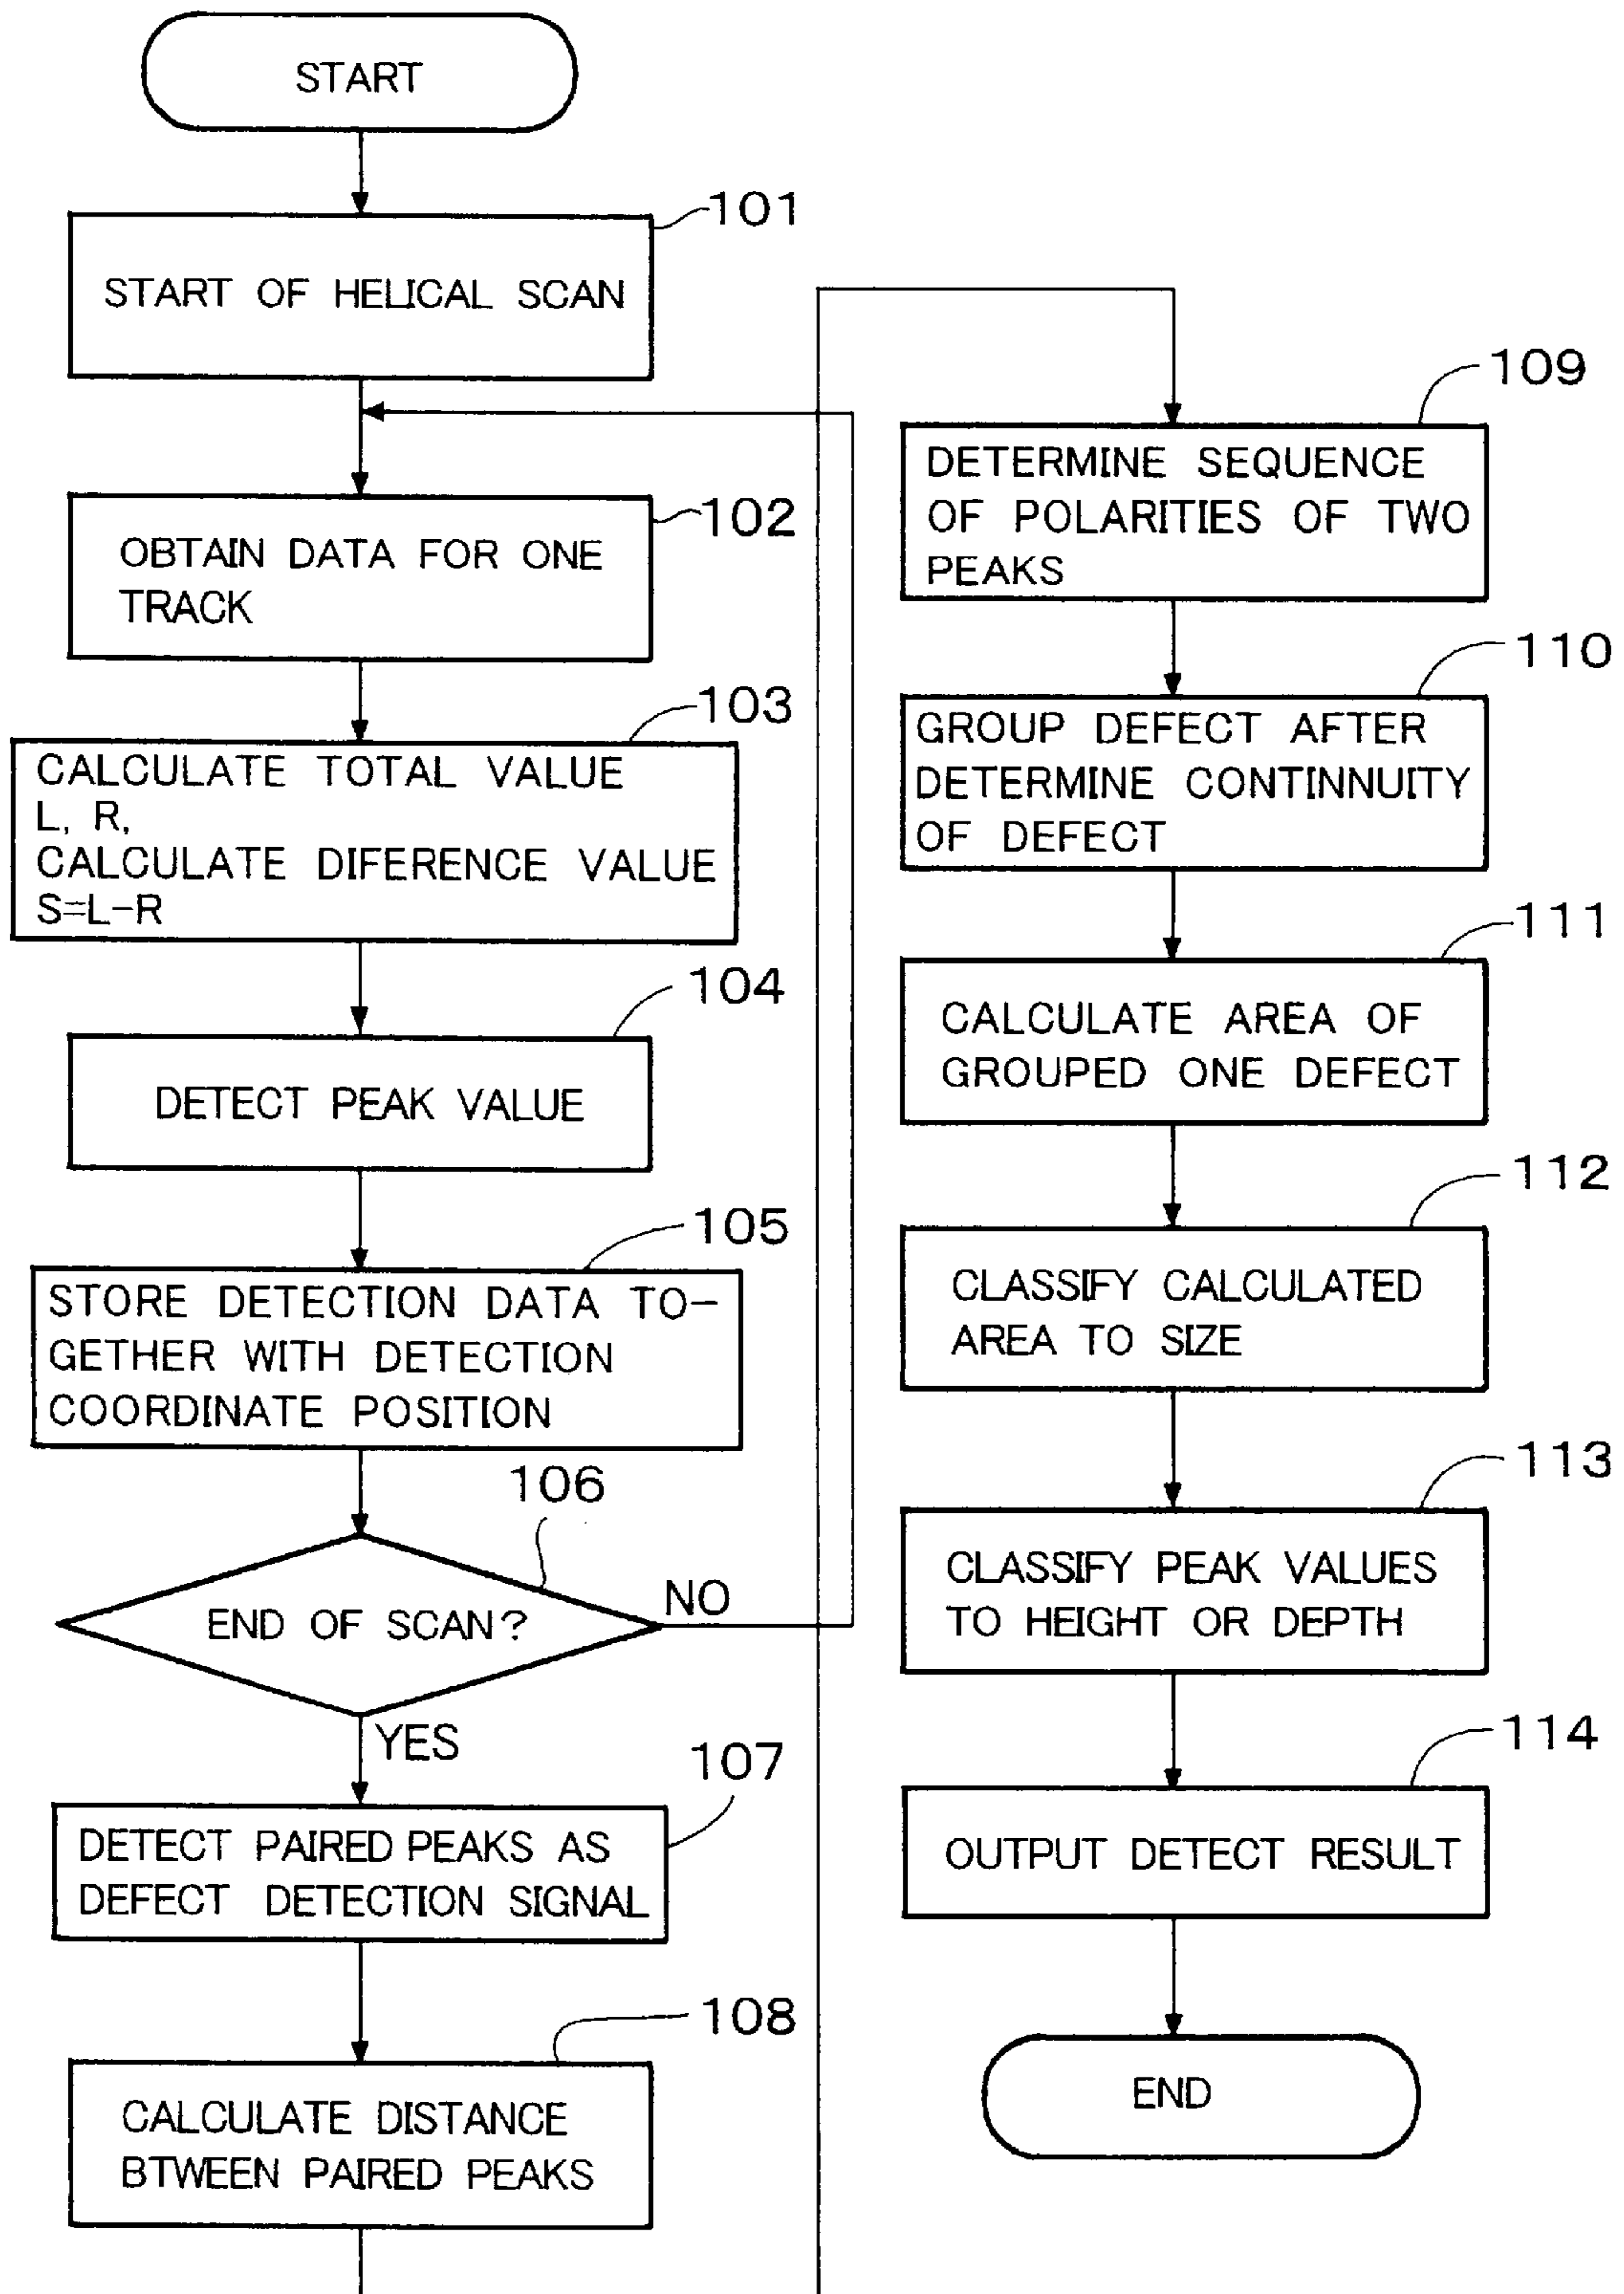 START
101
START OF HELICAL SCAN
102
OBTAIN DATA FOR ONE
TRACK
103
CALCULATE TOTAL VALUE
L, R,
CALCULATE DIFERENCE VALUE
S=L-R
104
DETECT PEAK VALUE
105
STORE DETECTION DATA TO-
GETHER WITH DETECTION
COORDINATE POSITION
106
END OF SCAN?
NO
YES
107
DETECT PAIRED PEAKS AS
DEFECT DETECTION SIGNAL
108
CALCULATE DISTANCE
BTWEEN PAIRED PEAKS
109
DETERMINE SEQUENCE
OF POLARITIES OF TWO
PEAKS
110
GROUP DEFECT AFTER
DETERMINE CONTINNUITY
OF DEFECT
111
CALCULATE AREA OF
GROUPED ONE DEFECT
112
CLASSIFY CALCULATED
AREA TO SIZE
113
CLASSIFY PEAK VALUES
TO HEIGHT OR DEPTH
114
OUTPUT DETECT RESULT
END